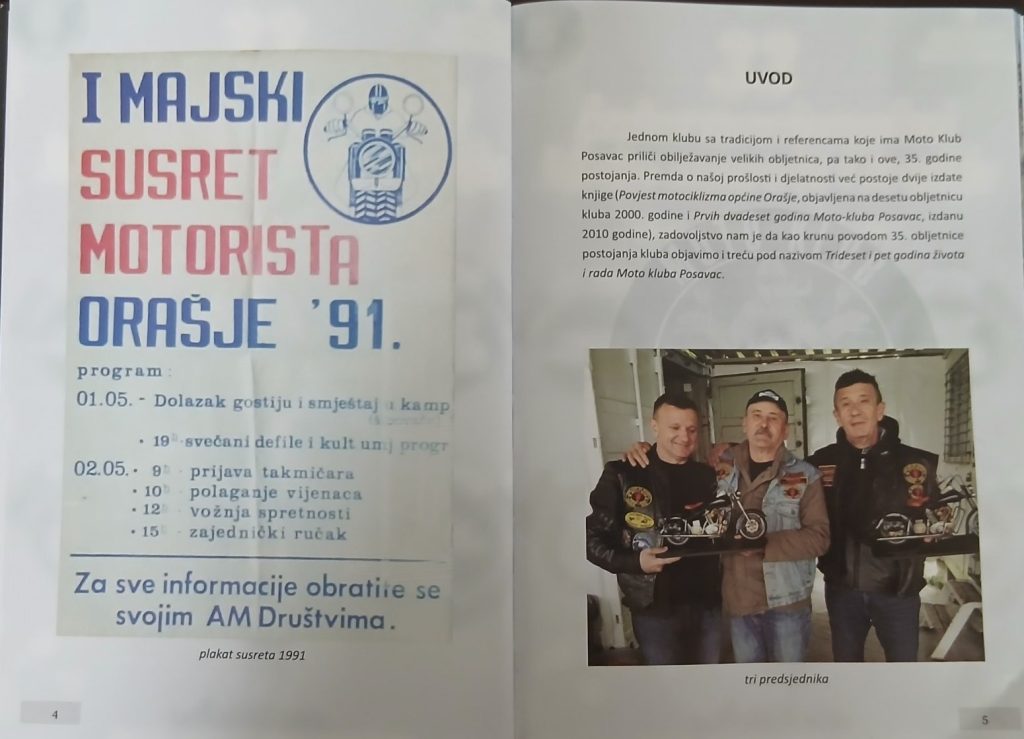 I MAJSKI
SUSRET
MOTORISTA
ORAŠJE '91.
program:
01.05. - Dolazak gostiju i smještaj u kamp
• 19h svečani defile i kult um.j progr
02.05. • 9h - prijava takmičara
• 10h - polaganje vijenaca
• 12h - vožnja spretnosti
• 15h - zajednički ručak
Za sve informacije obratite se
svojim AM Društvima.
plakat susreta 1991
4
UVOD
Jednom klubu sa tradicijom i referencama koje ima Moto Klub
Posavac priliči obilježavanje velikih obljetnica, pa tako i ove, 35. godine
postojanja. Premda o našoj prošlosti i djelatnosti već postoje dvije izdate
knjige (Povjest motociklizma općine Orašje, objavljena na desetu obljetnicu
kluba 2000. godine i Prvih dvadeset godina Moto-kluba Posavac, izdanu
2010 godine), zadovoljstvo nam je da kao krunu povodom 35. obljetnice
postojanja kluba objavimo i treću pod nazivom Trideset i pet godina života
i rada Moto kluba Posavac.
tri predsjednika
5